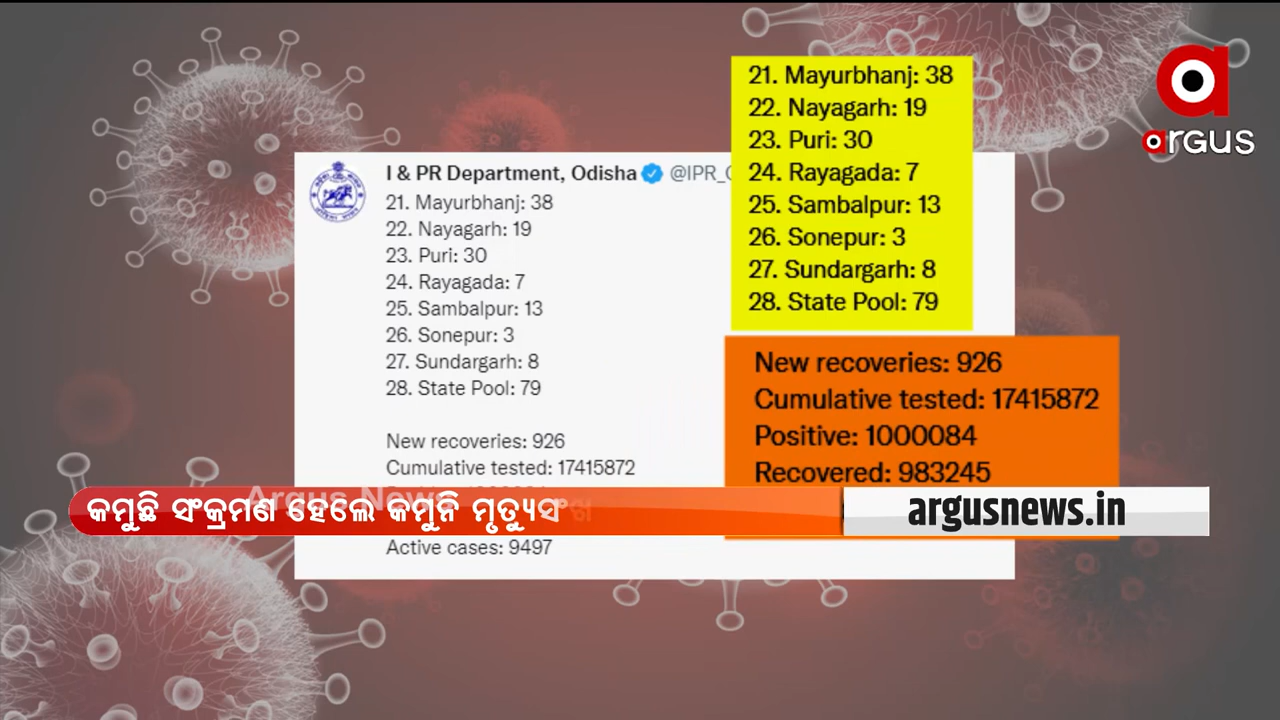 I & PR Department, Odisha @IPR_
21. Mayurbhanj: 38
22. Nayagarh: 19
23. Puri: 30
24. Rayagada: 7
25. Sambalpur: 13
26. Sonepur: 3
27. Sundargarh: 8
28. State Pool: 79
New recoveries: 926
Cumulative tested: 17415872
Active cases: 9497
21. Mayurbhanj: 38
22. Nayagarh: 19
23. Puri: 30
24. Rayagada: 7
25. Sambalpur: 13
26. Sonepur: 3
27. Sundargarh: 8
28. State Pool: 79
New recoveries: 926
Cumulative tested: 17415872
Positive: 1000084
Recovered: 983245
argus
Argus News
କମୁଛି ସଂକ୍ରମଣ ହେଲେ କମୁନି ମୃତ୍ୟୁସଂଖ
argusnews.in